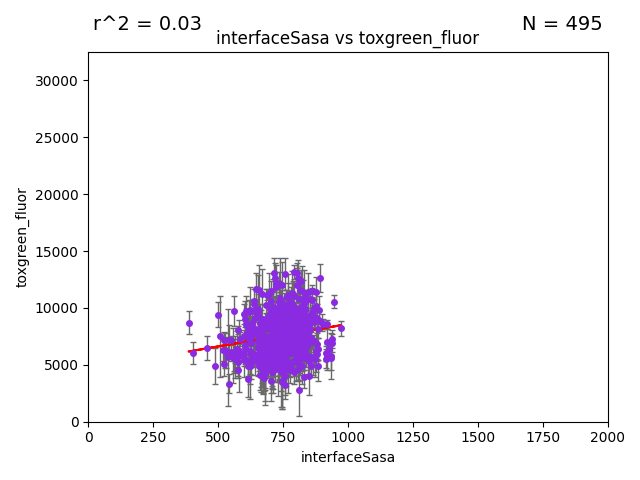 r^2 = 0.03
N = 495
interfaceSasa vs toxgreen_fluor
30000
25000
20000
15000
10000
5000
0
toxgreen_fluor
0 250 500 750 1000 1250 1500 1750 2000
interfaceSasa